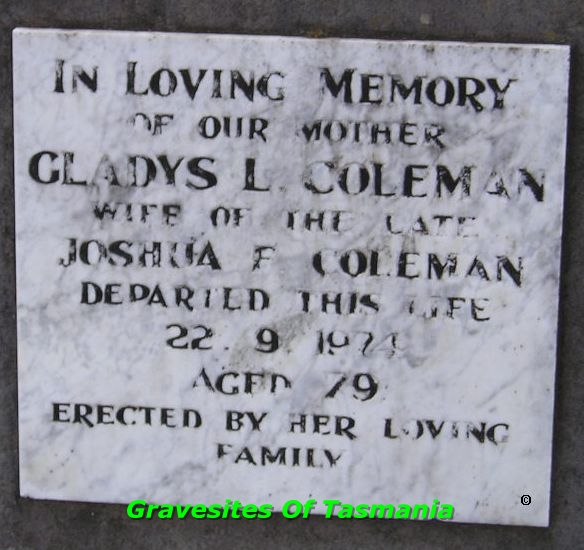 IN LOVING MEMORY
OF OUR MOTHER
GLADYS L. COLEMAN
WIFE OF THE LATE
JOSHUA F COLEMAN
DEPARTED THIS LIFE
22. 9. 1974
AGED 79
ERECTED BY HER LOVING
FAMILY
Gravesites Of Tasmania
©